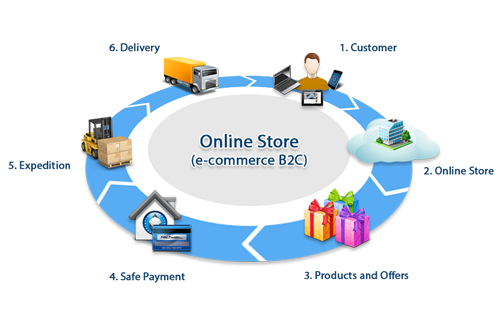 6. Delivery
1. Customer
Online Store
(e-commerce B2C)
5. Expedition
2. Online Store
4. Safe Payment
3. Products and Offers